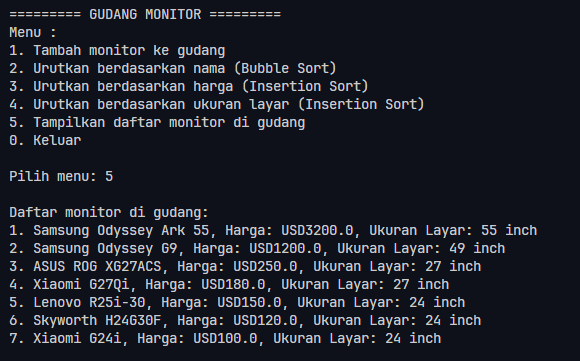 ========= GUDANG MONITOR =========
Menu :
1. Tambah monitor ke gudang
2. Urutkan berdasarkan nama (Bubble Sort)
3. Urutkan berdasarkan harga (Insertion Sort)
4. Urutkan berdasarkan ukuran layar (Insertion Sort)
5. Tampilkan daftar monitor di gudang
0. Keluar
Pilih menu: 5
Daftar monitor di gudang:
1. Samsung Odyssey Ark 55, Harga: USD3200.0, Ukuran Layar: 55 inch
2. Samsung Odyssey G9, Harga: USD1200.0, Ukuran Layar: 49 inch
3. ASUS ROG XG27ACS, Harga: USD250.0, Ukuran Layar: 27 inch
4. Xiaomi G27Qi, Harga: USD180.0, Ukuran Layar: 27 inch
5. Lenovo R25i-30, Harga: USD150.0, Ukuran Layar: 24 inch
6. Skyworth H24G30F, Harga: USD120.0, Ukuran Layar: 24 inch
7. Xiaomi G24i, Harga: USD100.0, Ukuran Layar: 24 inch